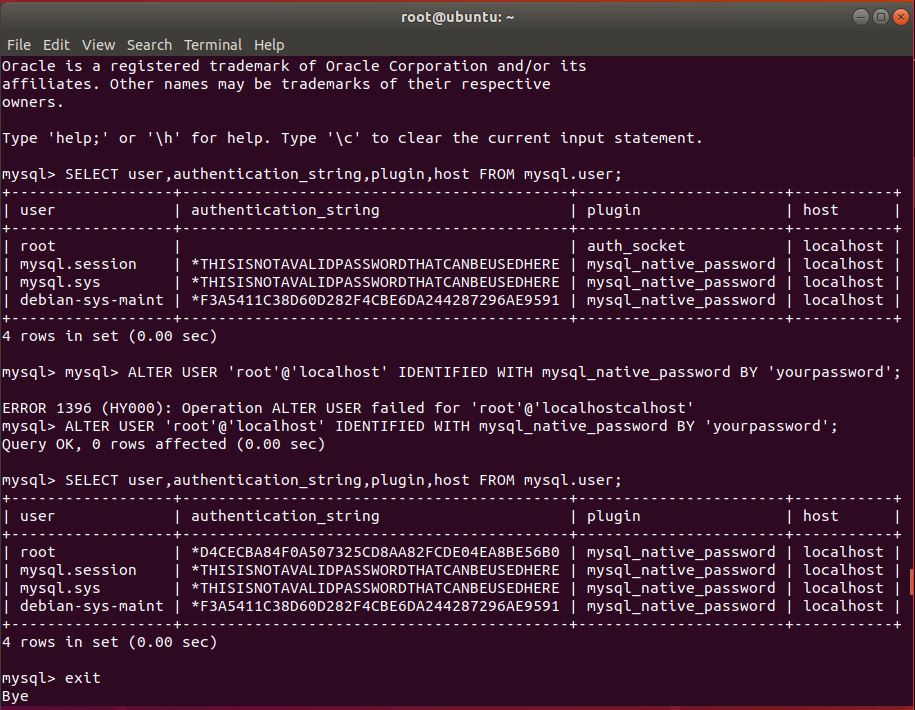 root@ubuntu: ~
File Edit View Search Terminal Help
Oracle is a registered trademark of Oracle Corporation and/or its
affiliates. Other names may be trademarks of their respective
owners.
Type 'help;' or '\h' for help. Type '\c' to clear the current input statement.
mysql> SELECT user,authentication_string,plugin,host FROM mysql.user;
+------------------+-------------------------------------------+-----------------------+-----------+
| user             | authentication_string                     | plugin                | host      |
+------------------+-------------------------------------------+-----------------------+-----------+
| root             |                                           | auth_socket           | localhost |
| mysql.session    | *THISISNOTAVALIDPASSWORDTHATCANBEUSEDHERE | mysql_native_password | localhost |
| mysql.sys        | *THISISNOTAVALIDPASSWORDTHATCANBEUSEDHERE | mysql_native_password | localhost |
| debian-sys-maint | *F3A5411C38D60D282F4CBE6DA244287296AE9591 | mysql_native_password | localhost |
+------------------+-------------------------------------------+-----------------------+-----------+
4 rows in set (0.00 sec)
mysql> mysql> ALTER USER 'root'@'localhost' IDENTIFIED WITH mysql_native_password BY 'yourpassword';
ERROR 1396 (HY000): Operation ALTER USER failed for 'root'@'localhostcalhost'
mysql> ALTER USER 'root'@'localhost' IDENTIFIED WITH mysql_native_password BY 'yourpassword';
Query OK, 0 rows affected (0.00 sec)
mysql> SELECT user,authentication_string,plugin,host FROM mysql.user;
+------------------+-------------------------------------------+-----------------------+-----------+
| user             | authentication_string                     | plugin                | host      |
+------------------+-------------------------------------------+-----------------------+-----------+
| root             | *D4CECBA84F0A507325CD8AA82FCDE04EA8BE56B0 | mysql_native_password | localhost |
| mysql.session    | *THISISNOTAVALIDPASSWORDTHATCANBEUSEDHERE | mysql_native_password | localhost |
| mysql.sys        | *THISISNOTAVALIDPASSWORDTHATCANBEUSEDHERE | mysql_native_password | localhost |
| debian-sys-maint | *F3A5411C38D60D282F4CBE6DA244287296AE9591 | mysql_native_password | localhost |
+------------------+-------------------------------------------+-----------------------+-----------+
4 rows in set (0.00 sec)
mysql> exit
Bye